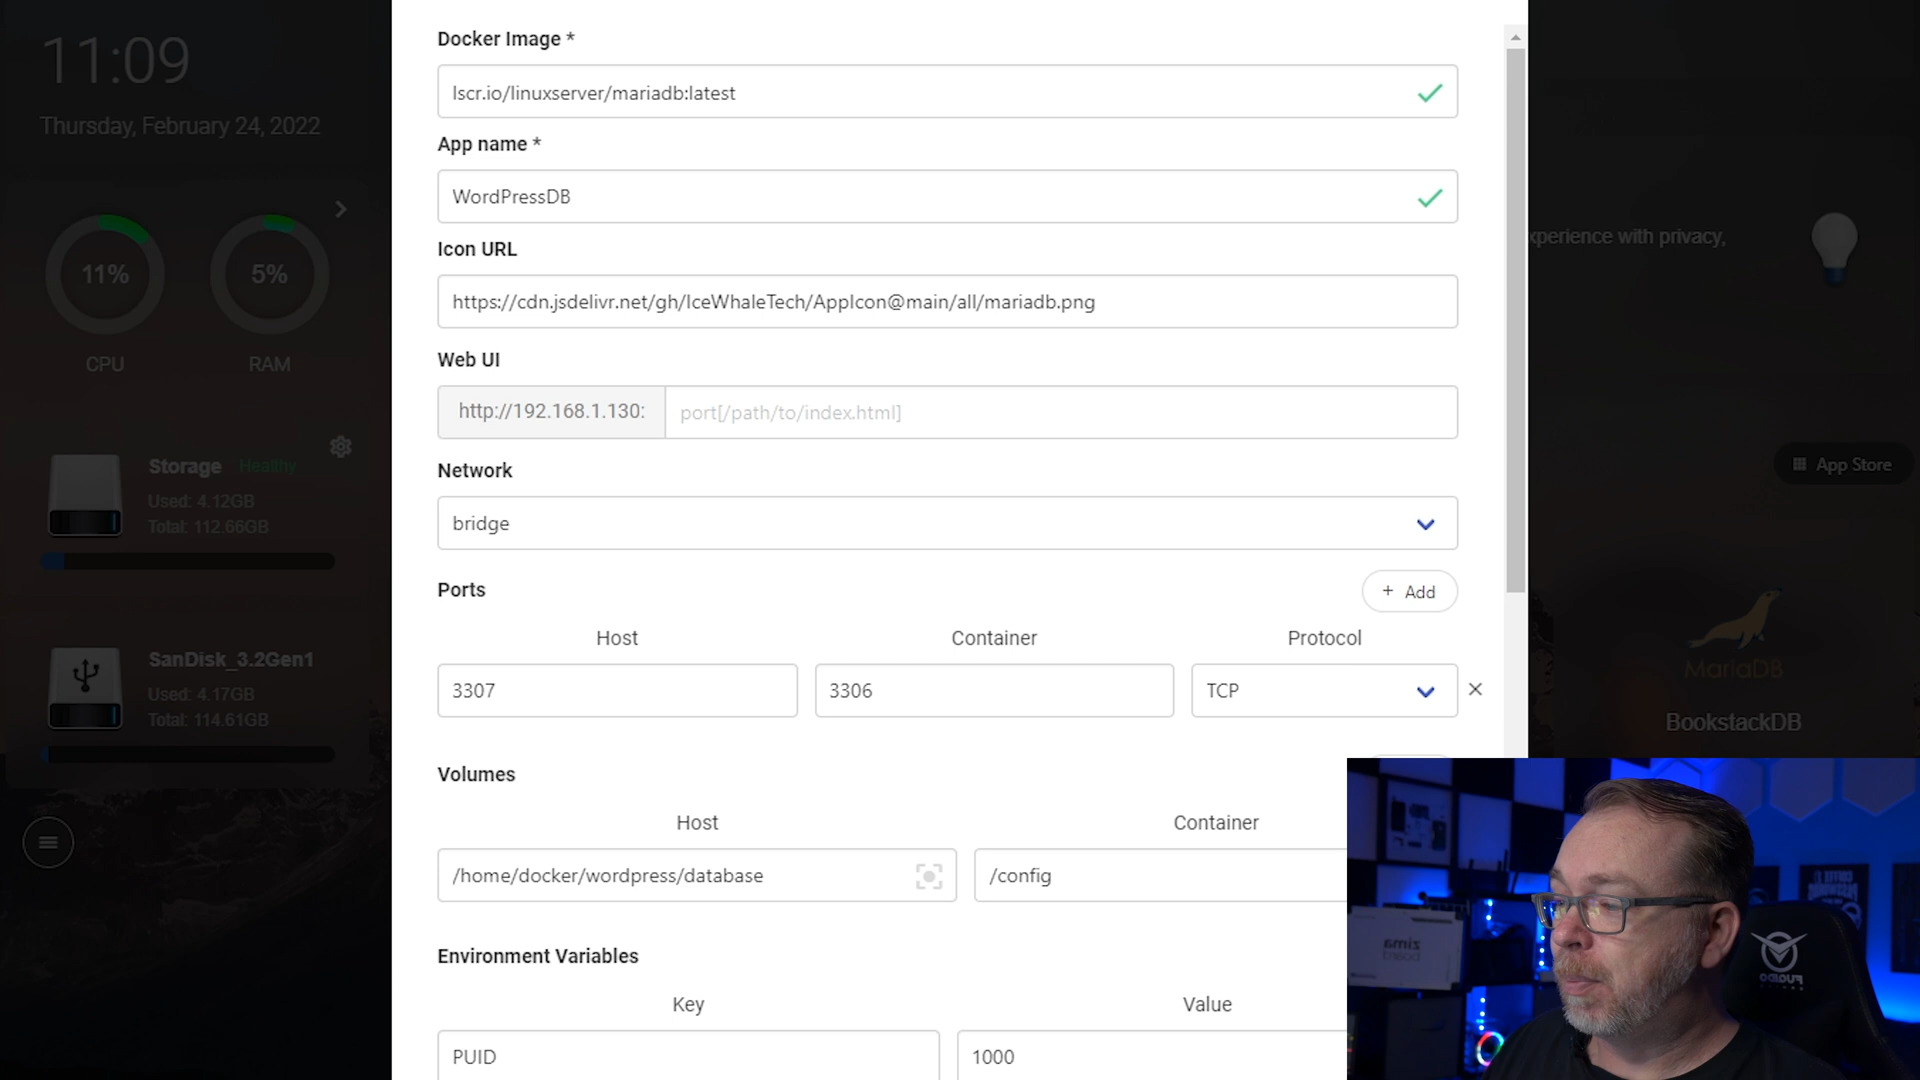 11:09
Thursday, February 24, 2022
11%
5%
CPU
RAM
Storage Healthy
Used: 4.12GB
Total: 112.66GB
SanDisk_3.2Gen1
Used: 4.17GB
Total: 114.61GB
Docker Image *
lscr.io/linuxserver/mariadb:latest
App name *
WordPressDB
Icon URL
https://cdn.jsdelivr.net/gh/IceWhaleTech/AppIcon@main/all/mariadb.png
Web UI
http://192.168.1.130: port[/path/to/index.html]
Network
bridge
Ports
+ Add
Host Container Protocol
3307 3306 TCP
Volumes
Host Container
/home/docker/wordpress/database /config
Environment Variables
Key Value
PUID 1000
xperience with privacy,
App Store
MariaDB
BookstackDB
zima
board